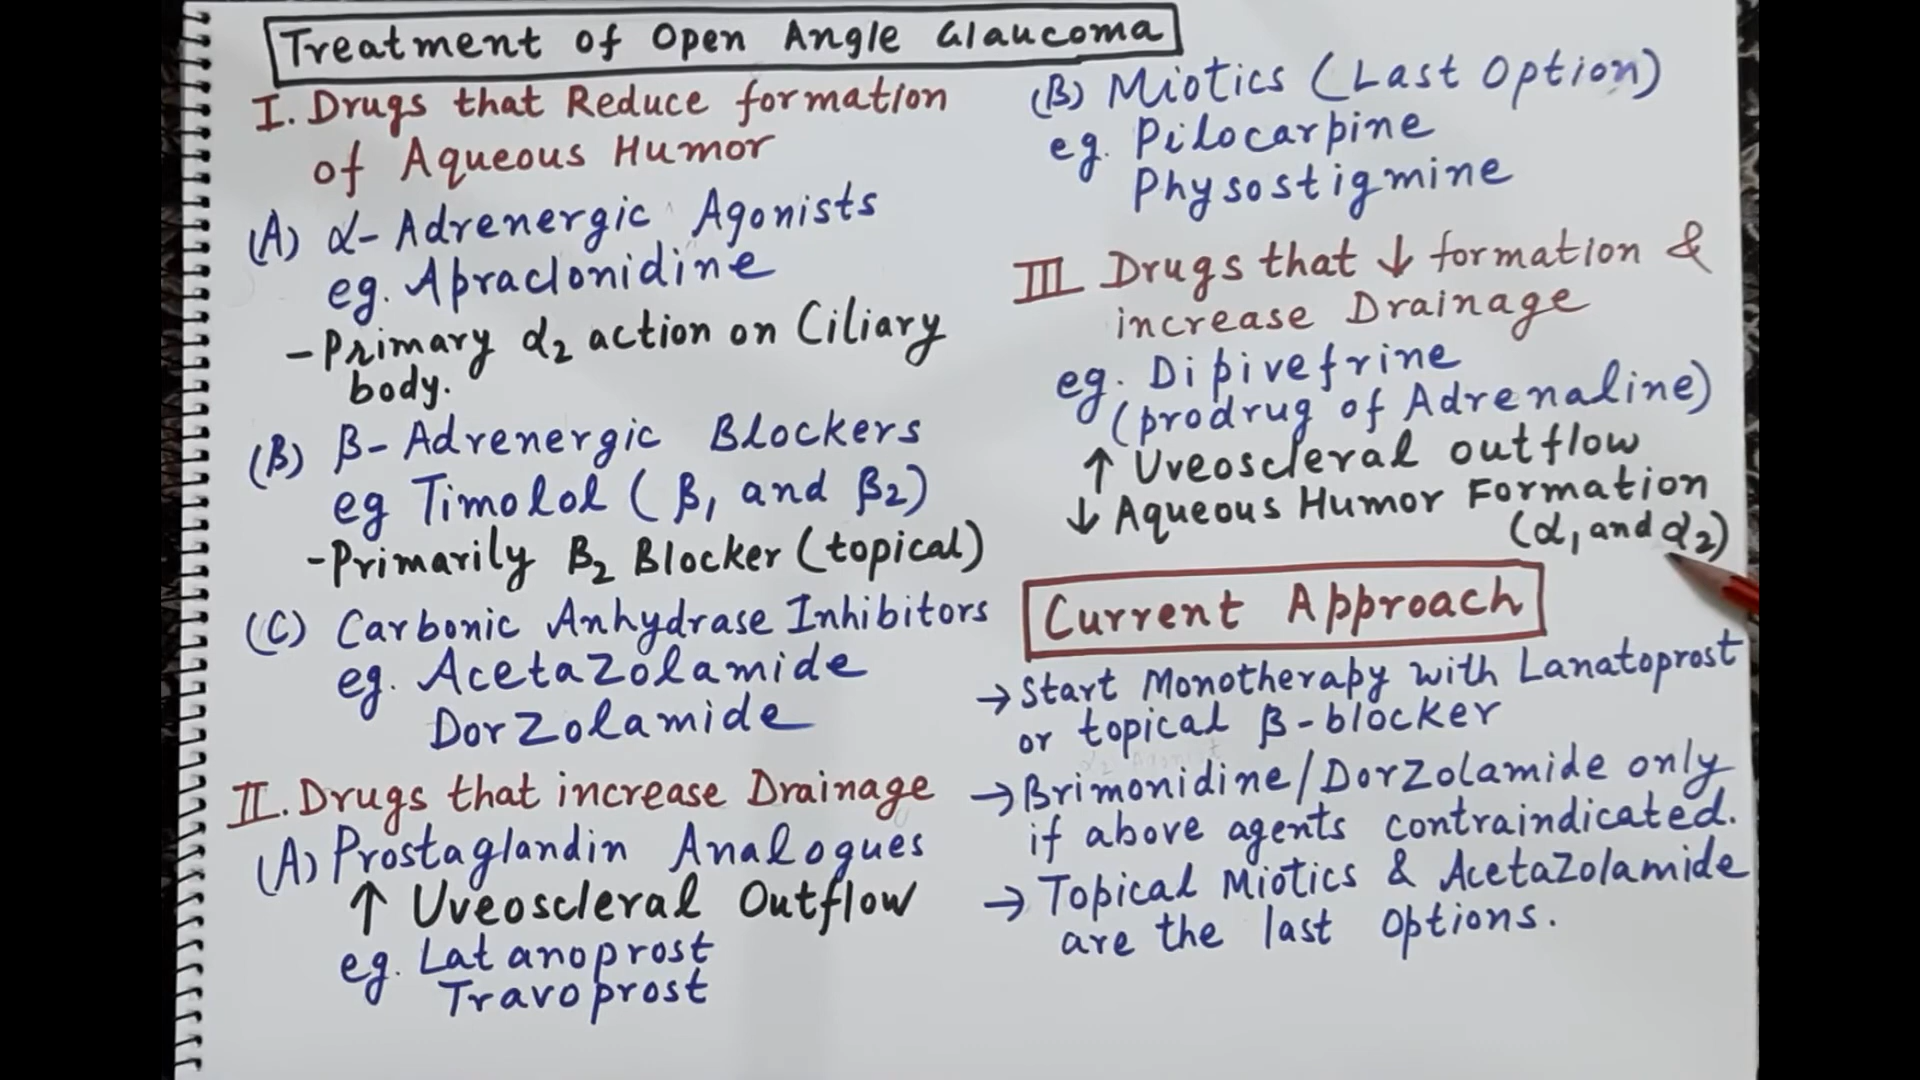 Treatment of Open Angle Glaucoma
I. Drugs that Reduce formation
of Aqueous Humor
(A) α-Adrenergic Agonists
eg. Apraclonidine
-Primary α2 action on Ciliary
body.
(B) β-Adrenergic Blockers
eg Timolol (β1 and β2)
-Primarily β2 Blocker (topical)
(C) Carbonic Anhydrase Inhibitors
eg. Acetazolamide
Dorzolamide
II. Drugs that increase Drainage
(A) Prostaglandin Analogues
↑ Uveoscleral Outflow
eg. Latanoprost
Travoprost
(B) Miotics (Last Option)
eg. Pilocarpine
Physostigmine
III Drugs that ↓ formation &
increase Drainage
eg. Dipivefrine
(prodrug of Adrenaline)
↑ Uveoscleral outflow
↓ Aqueous Humor Formation
(α1 and α2)
Current Approach
→ Start Monotherapy with Lanatoprost
or topical β-blocker
→ Brimonidine/Dorzolamide only
if above agents contraindicated.
→ Topical Miotics & Acetazolamide
are the last options.